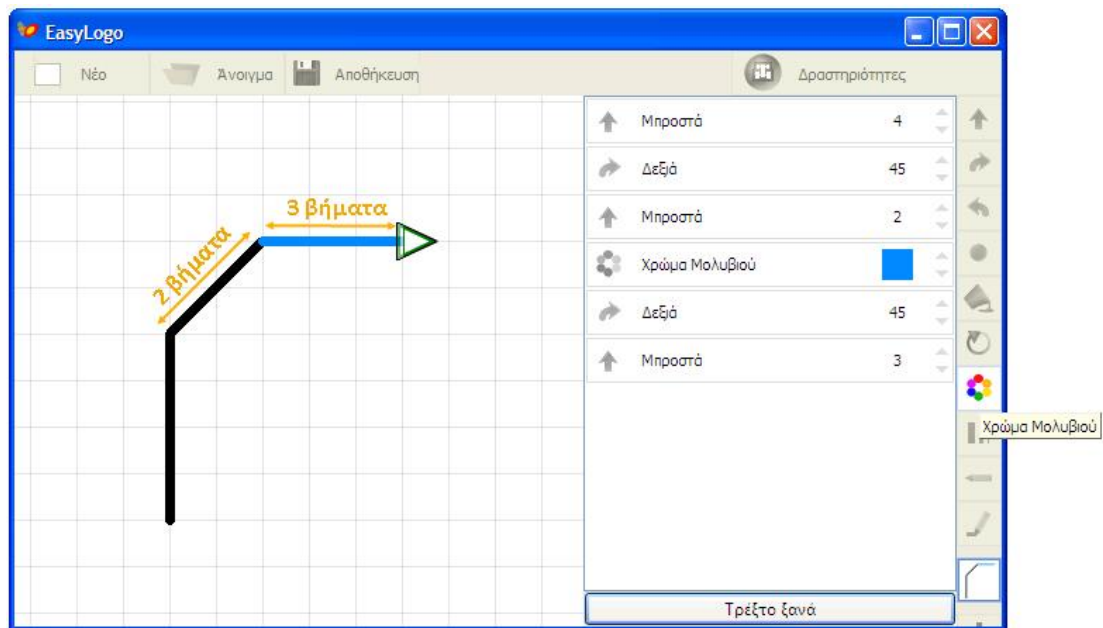 EasyLogo
Νέο Άνοιγμα Αποθήκευση Δραστηριότητες
Μπροστά 4
Δεξιά 45
Μπροστά 2
Χρώμα Μολυβιού
Δεξιά 45
Μπροστά 3
3 βήματα
2 βήματα
Χρώμα Μολυβιού
Τρέξτο ξανά